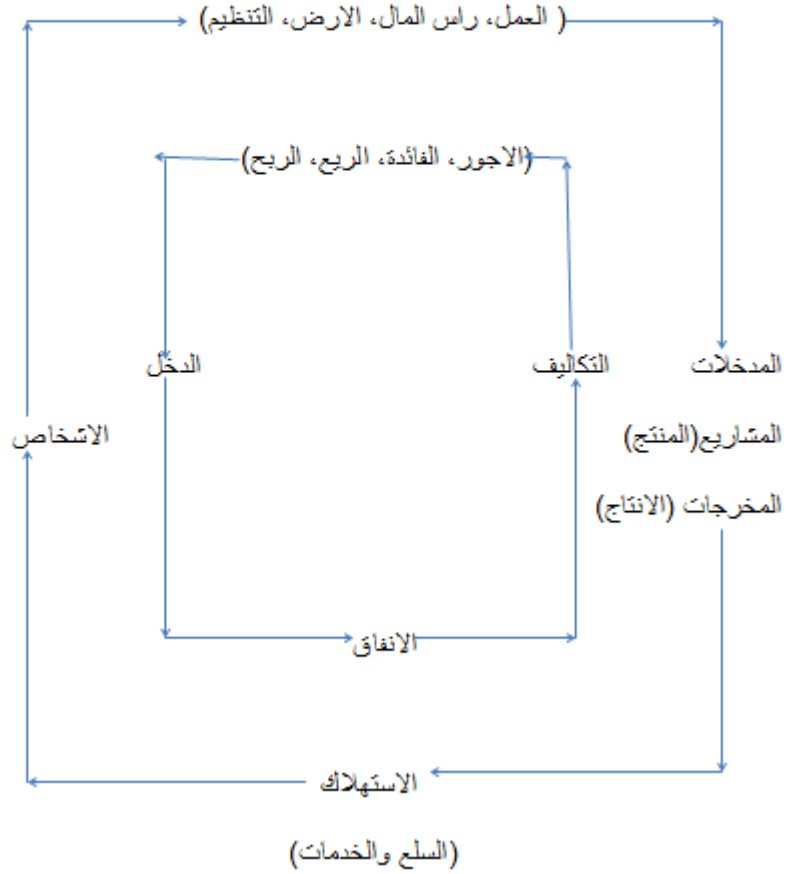 ( العمل، راس المال، الارض، التنظيم)
(الاجور، الفائدة، الريع، الربح)
المدخلات
التكاليف
الدخل
المشاريع(المنتج)
الاشخاص
المخرجات (الانتاج)
الانفاق
الاستهلاك
(السلع والخدمات)